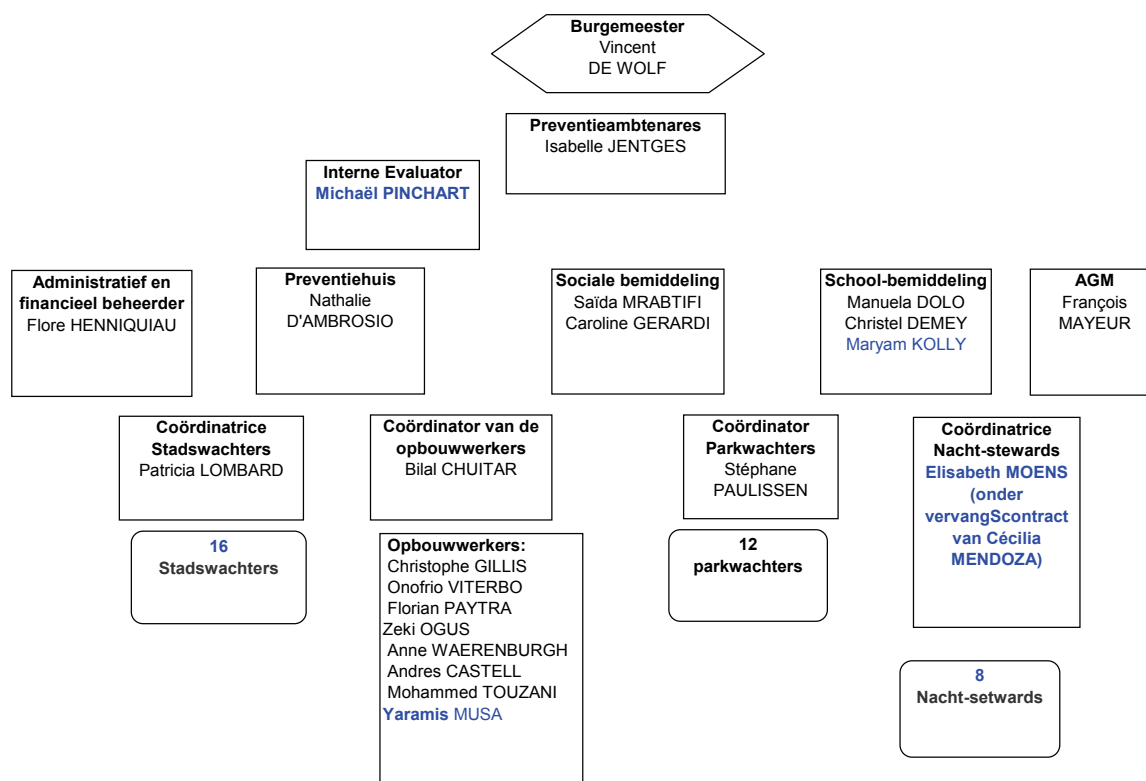 Burgemeester
Vincent
DE WOLF
Preventieambtenares
Isabelle JENTGES
Interne Evaluator
Michaël PINCHART
Administratief en
financieel beheerder
Flore HENNIQUIAU
Preventiehuis
Nathalie
D'AMBROSIO
Sociale bemiddeling
Saïda MRABTIFI
Caroline GERARDI
School-bemiddeling
Manuela DOLO
Christel DEMEY
Maryam KOLLY
AGM
François
MAYEUR
Coördinatrice
Stadswachters
Patricia LOMBARD
Coördinator van de
opbouwwerkers
Bilal CHUITAR
Coördinator
Parkwachters
Stéphane
PAULISSEN
Coördinatrice
Nacht-stewards
Elisabeth MOENS
(onder
vervangScontract
van Cécilia
MENDOZA)
16
Stadswachters
Opbouwwerkers:
Christophe GILLIS
Onofrio VITERBO
Florian PAYTRA
Zeki OGUS
Anne WAERENBURGH
Andres CASTELL
Mohammed TOUZANI
Yaramis MUSA
12
parkwachters
8
Nacht-setwards